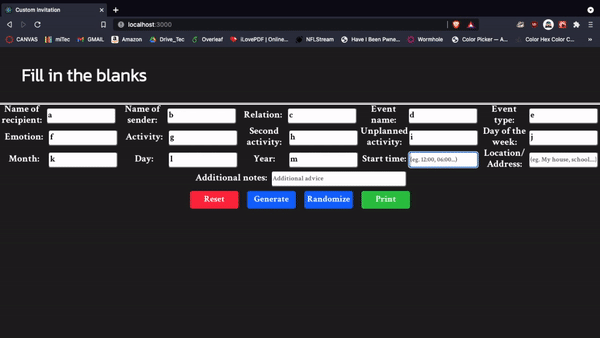 Custom Invitation
localhost:3000
CANVAS miTec GMAIL Amazon Drive_Tec Overleaf iLovePDF | Online... NFLStream Have I Been Pwne... Wormhole Color Picker — A... Color Hex Color C...
Fill in the blanks
Name of recipient: a Name of sender: b Relation: c Event name: d Event type: e
Emotion: f Activity: g Second activity: h Unplanned activity: i Day of the week: j
Month: k Day: l Year: m Start time: (eg. 12:00, 06:00...) Location/ Address: (eg. My house, school...)
Additional notes: Additional advice
Reset Generate Randomize Print